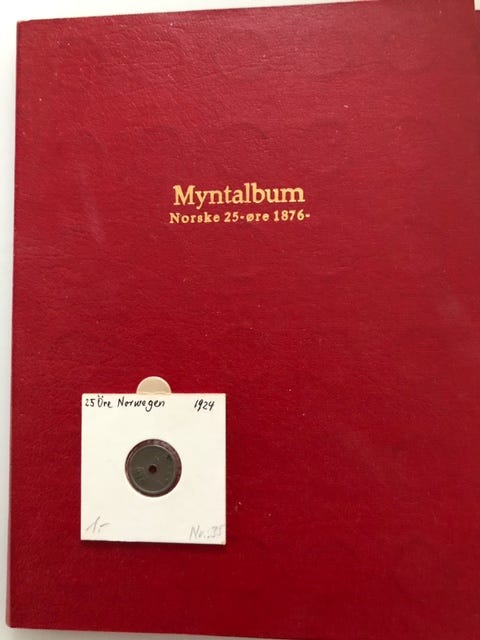 Myntalbum
Norske 25-øre 1876-
25 Öre Norwegen 1924
1,- No.:35